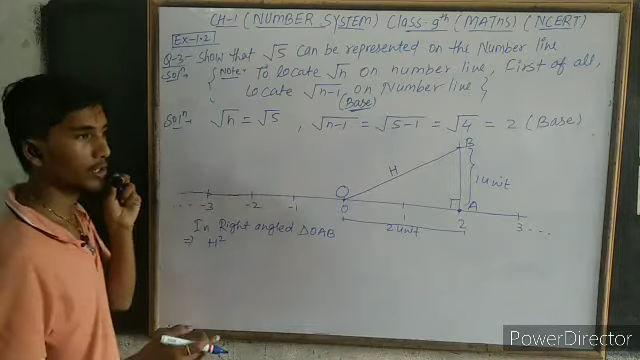 CH-1 (NUMBER SYSTEM) Class-9th (MATHS) (NCERT)
Ex-1.2
Q-3- Show that √5 can be represented on the Number line
Soln. { Note:- To locate √n on number line, First of all,
Locate √n-1 on Number line }
(Base)
Soln √n = √5 , √n-1 = √5-1 = √4 = 2 (Base)
B
H
1 unit
O
A
... -3 -2 -1 0 1 2 3 ...
2 unit
In Right angled △OAB
⇒ H²
PowerDirector